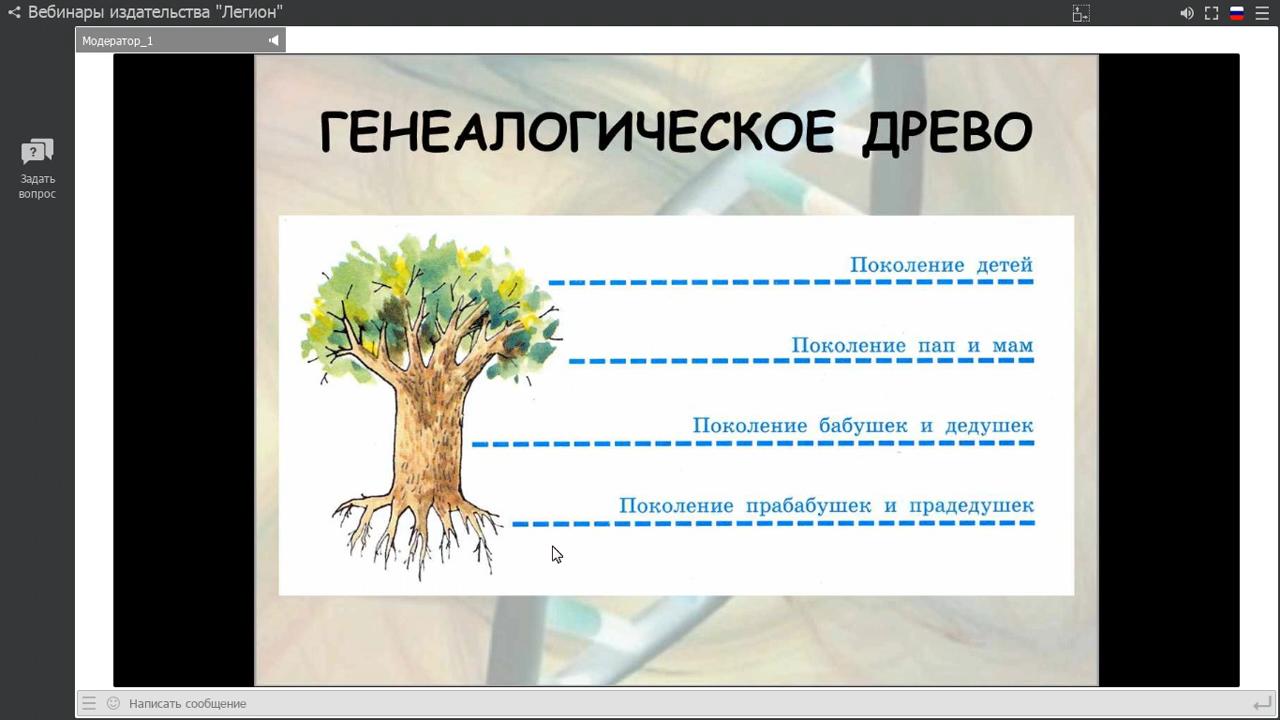 Вебинары издательства "Легион"
Модератор_1
Задать
вопрос
ГЕНЕАЛОГИЧЕСКОЕ ДРЕВО
Поколение детей
Поколение пап и мам
Поколение бабушек и дедушек
Поколение прабабушек и прадедушек
Написать сообщение